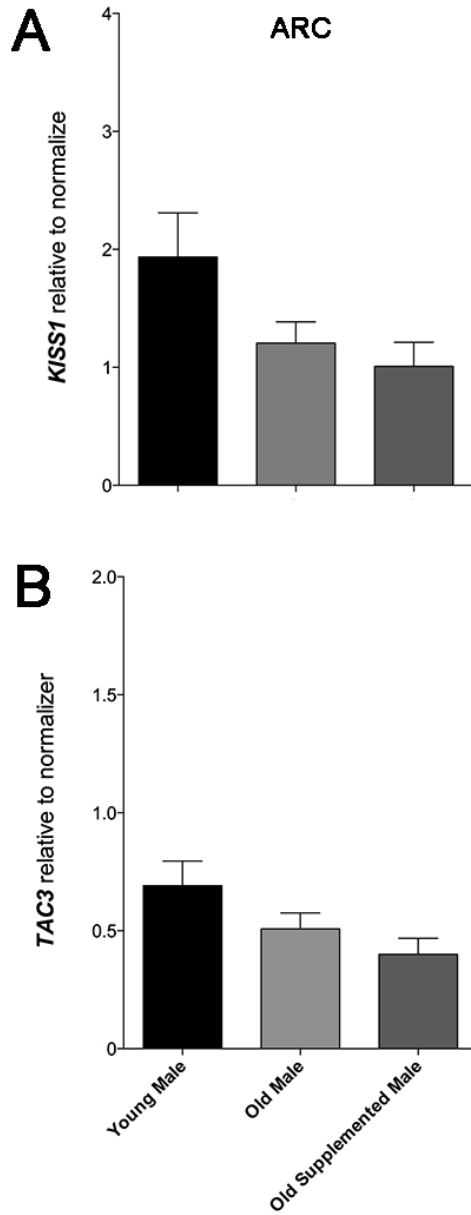 A
ARC
4
3
2
1
0
KISS1 relative to normalize
B
2.0
1.5
1.0
0.5
0
TAC3 relative to normalizer
Young Male
Old Male
Old Supplemented Male